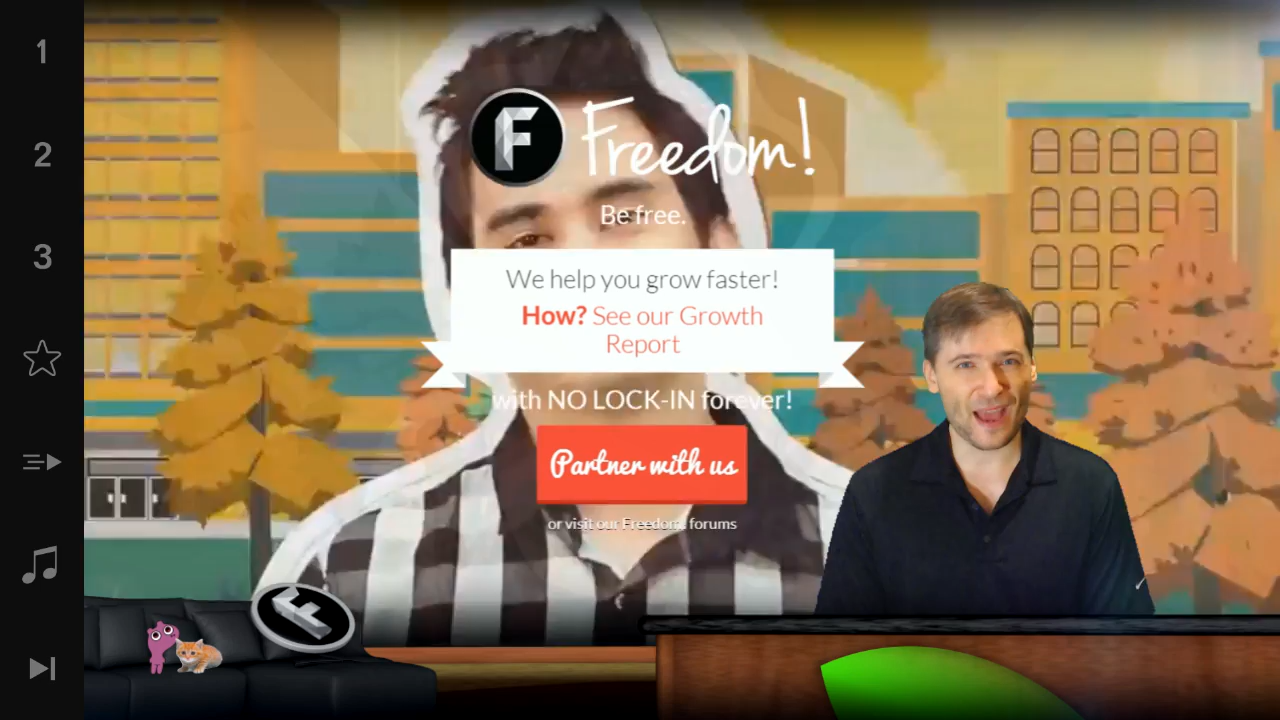 1
2
3
F Freedom!
Be free.
We help you grow faster!
How? See our Growth
Report
with NO LOCK-IN forever!
Partner with us
or visit our Freedom! forums
F